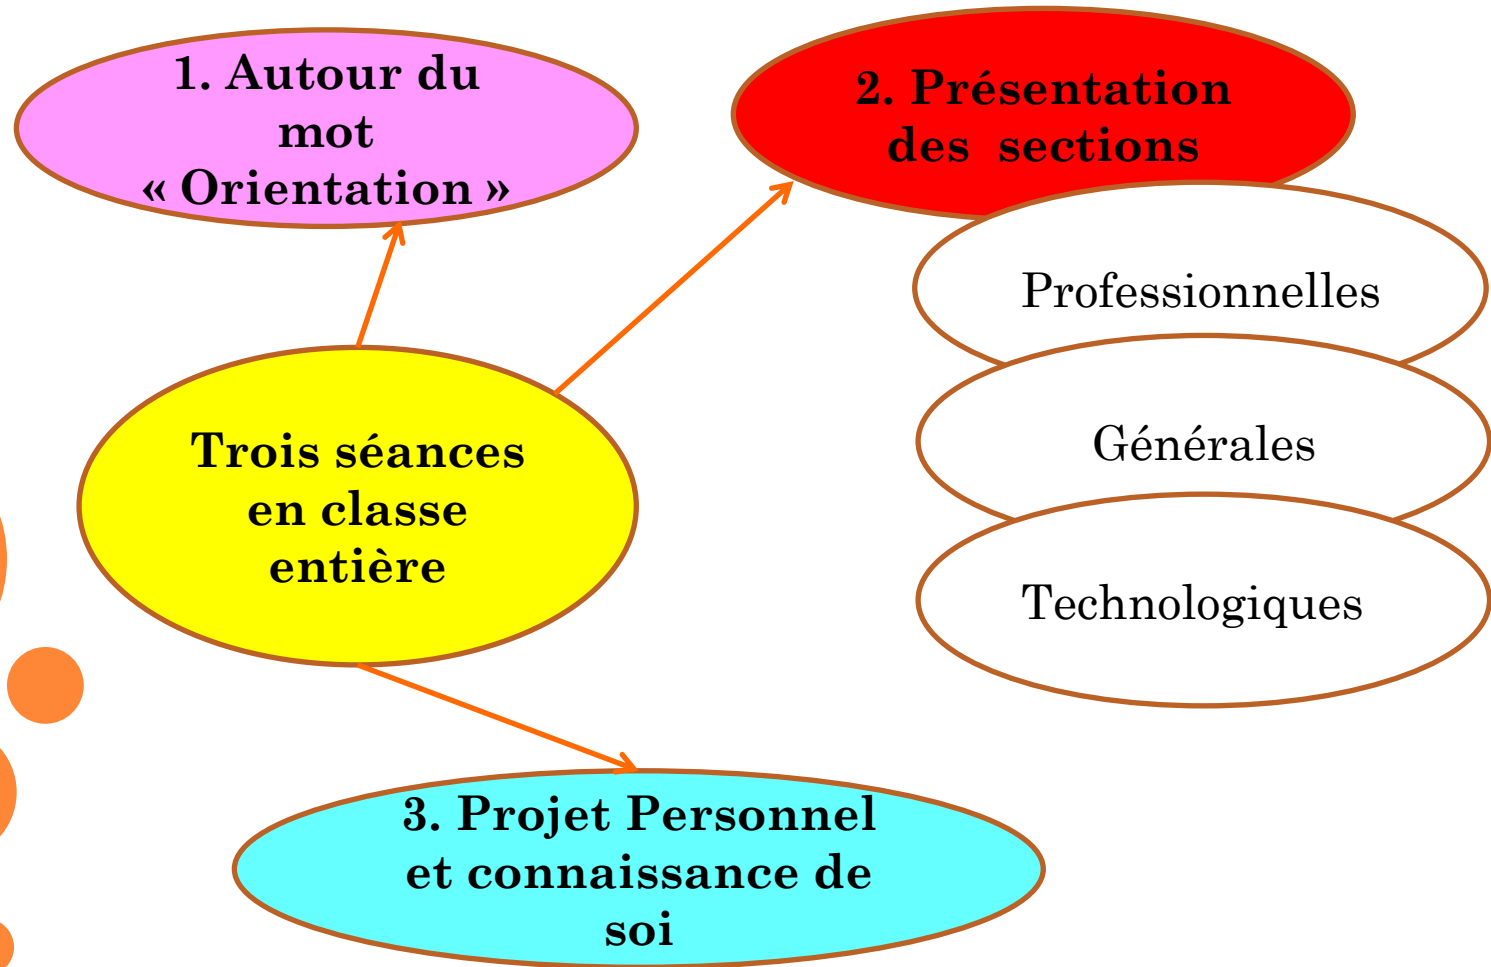 1. Autour du
mot
« Orientation »
2. Présentation
des sections
Professionnelles
Générales
Technologiques
Trois séances
en classe
entière
3. Projet Personnel
et connaissance de
soi